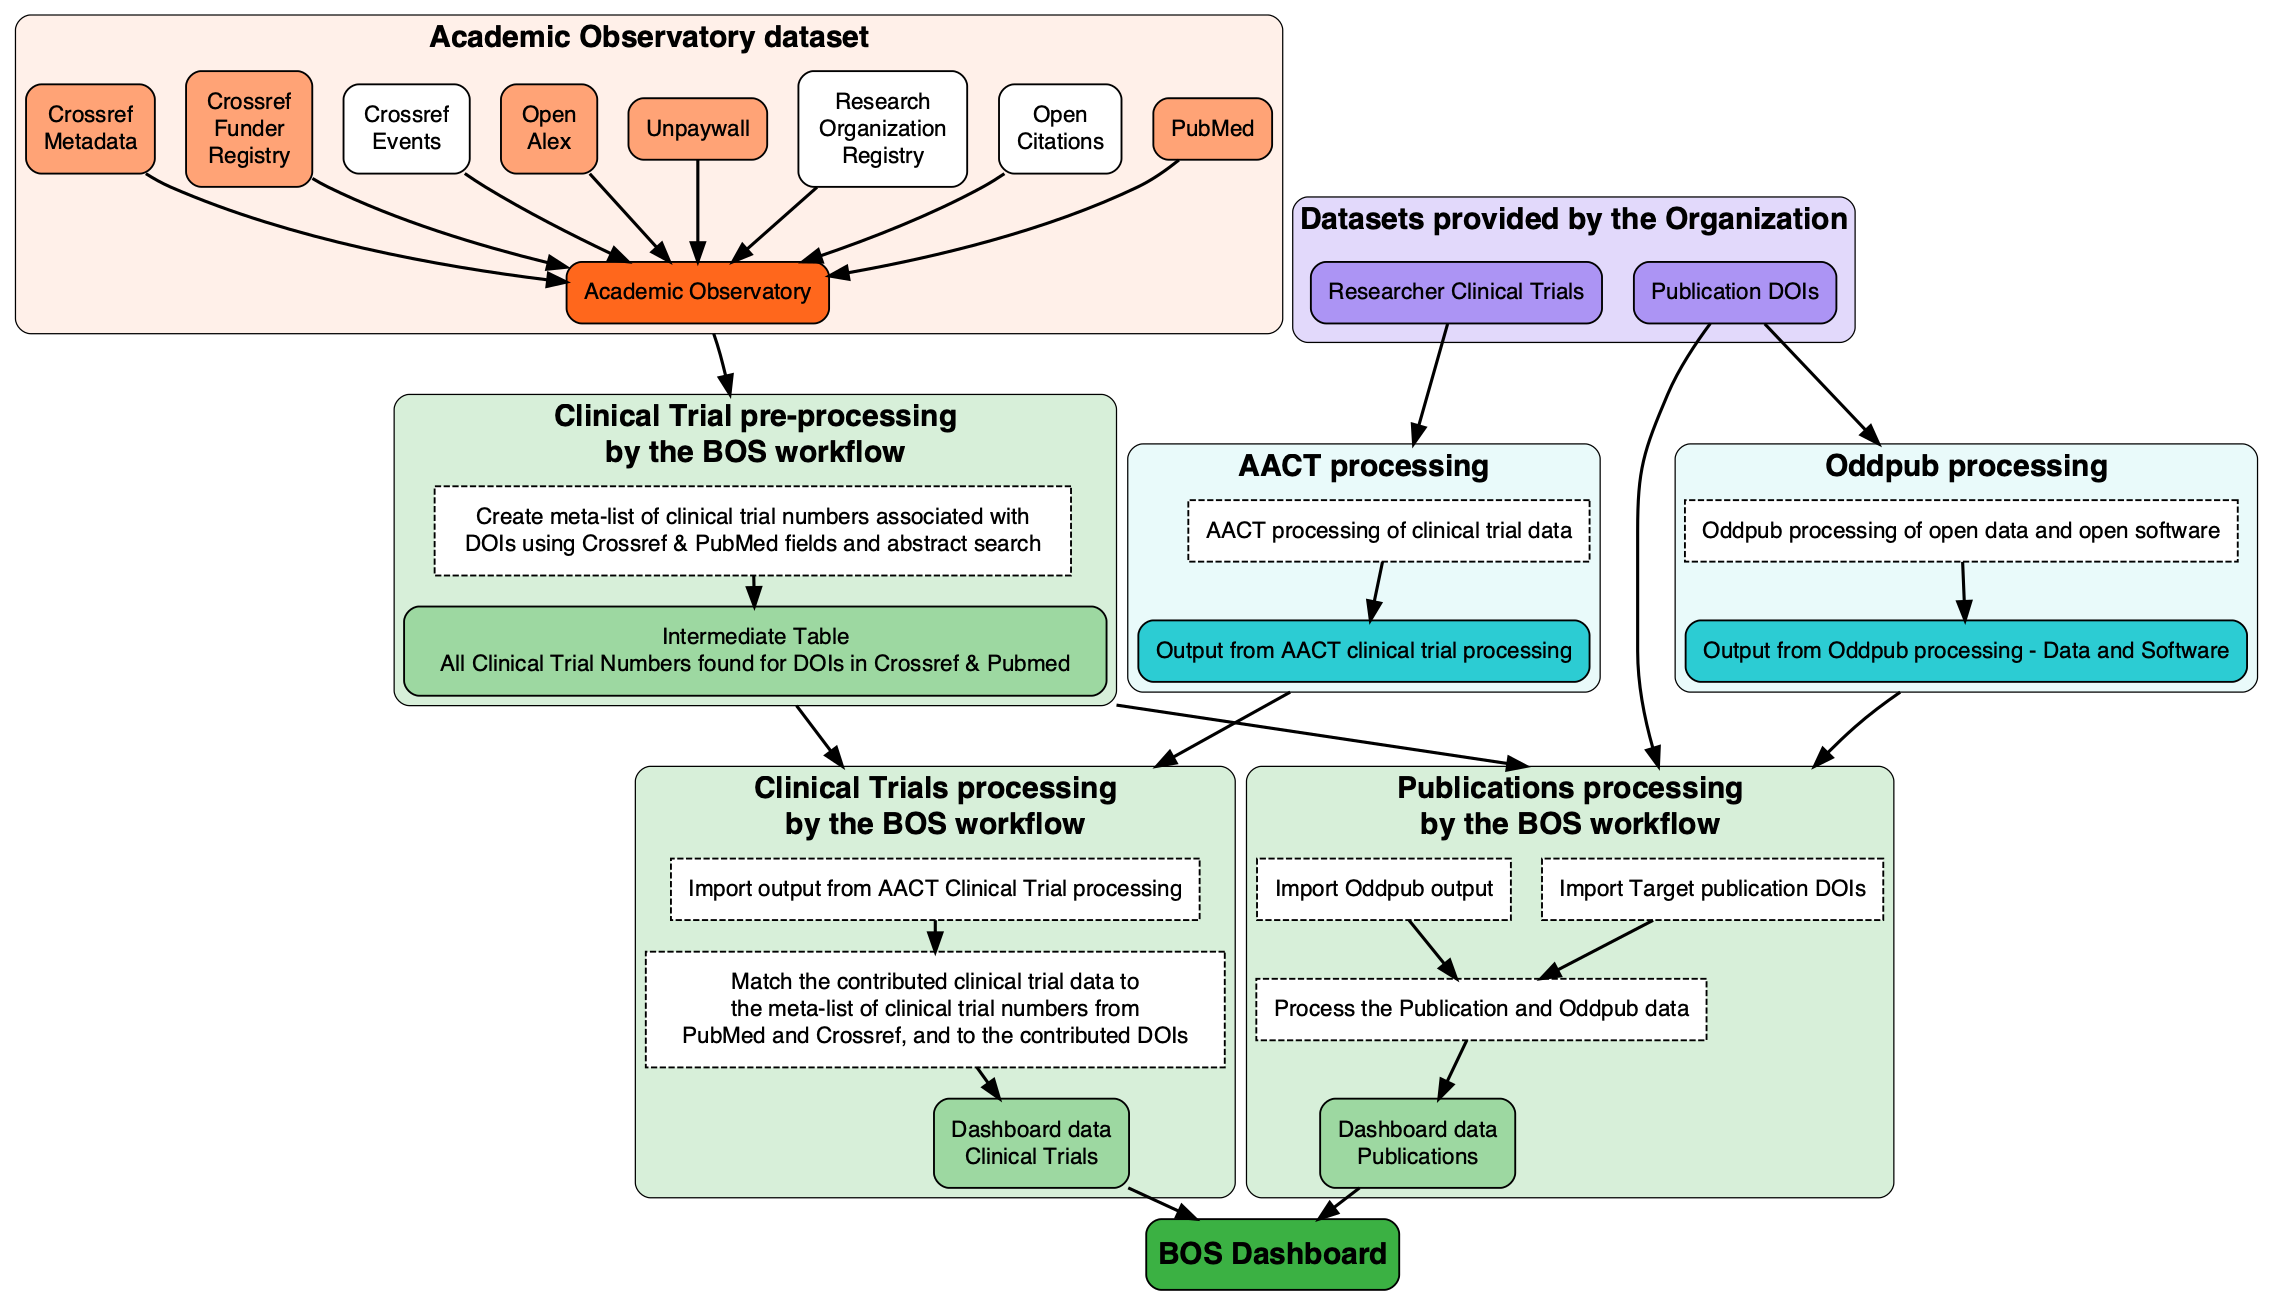 Academic Observatory dataset
Crossref
Metadata
Crossref
Funder
Registry
Crossref
Events
Open
Alex
Unpaywall
Research
Organization
Registry
Open
Citations
PubMed
Academic Observatory
Datasets provided by the Organization
Researcher Clinical Trials
Publication DOIs
Clinical Trial pre-processing
by the BOS workflow
Create meta-list of clinical trial numbers associated with
DOIs using Crossref & PubMed fields and abstract search
Intermediate Table
All Clinical Trial Numbers found for DOIs in Crossref & Pubmed
AACT processing
AACT processing of clinical trial data
Output from AACT clinical trial processing
Oddpub processing
Oddpub processing of open data and open software
Output from Oddpub processing - Data and Software
Clinical Trials processing
by the BOS workflow
Import output from AACT Clinical Trial processing
Match the contributed clinical trial data to
the meta-list of clinical trial numbers from
PubMed and Crossref, and to the contributed DOIs
Dashboard data
Clinical Trials
Publications processing
by the BOS workflow
Import Oddpub output
Import Target publication DOIs
Process the Publication and Oddpub data
Dashboard data
Publications
BOS Dashboard